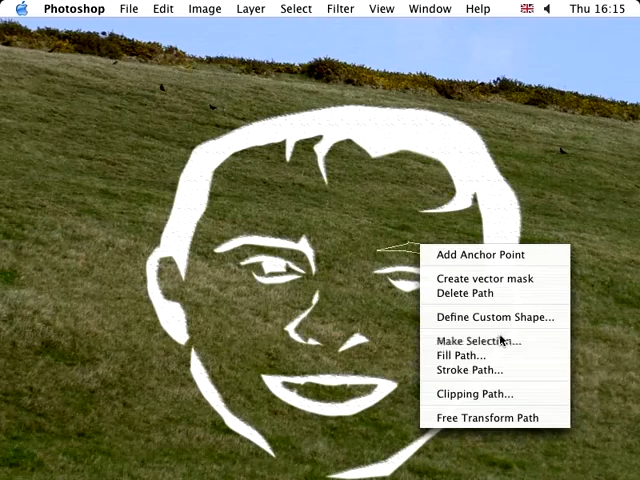 Photoshop File Edit Image Layer Select Filter View Window Help Thu 16:15
Add Anchor Point
Create vector mask
Delete Path
Define Custom Shape...
Make Selection...
Fill Path...
Stroke Path...
Clipping Path...
Free Transform Path